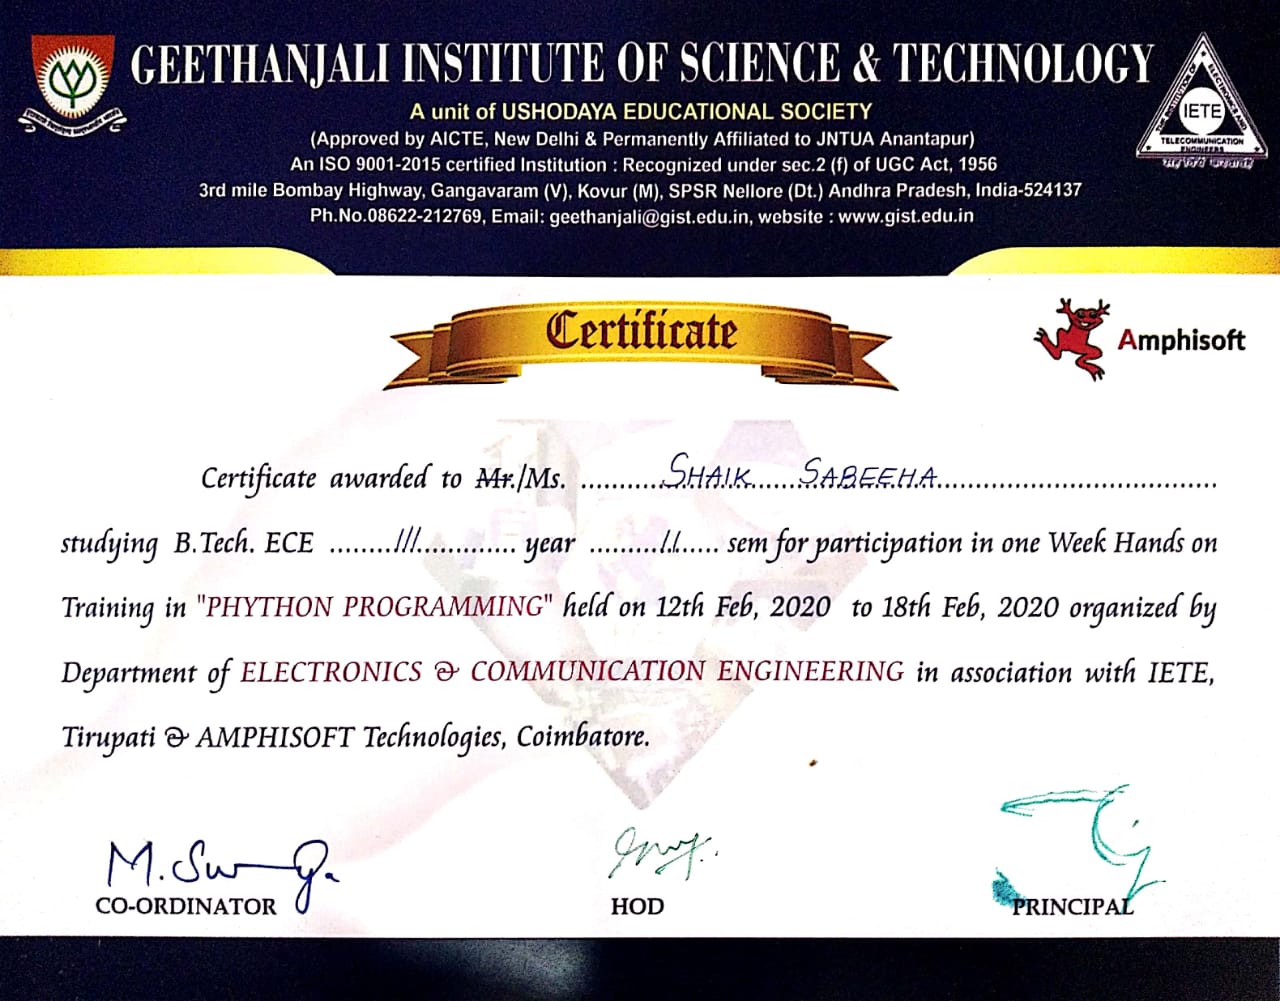 GEETHANJALI INSTITUTE OF SCIENCE & TECHNOLOGY
A unit of USHODAYA EDUCATIONAL SOCIETY
(Approved by AICTE, New Delhi & Permanently Affiliated to JNTUA Anantapur)
An ISO 9001-2015 certified Institution : Recognized under sec.2 (f) of UGC Act, 1956
3rd mile Bombay Highway, Gangavaram (V), Kovur (M), SPSR Nellore (Dt.) Andhra Pradesh, India-524137
Ph.No.08622-212769, Email: geethanjali@gist.edu.in, website : www.gist.edu.in
IETE
TELECOMMUNICATION
ENGINEERS
Certificate
Amphisoft
Certificate awarded to Mr./Ms. ...........SHAIK......SABEEHA....................................
studying B.Tech. ECE ........III............. year .........II..... sem for participation in one Week Hands on
Training in "PHYTHON PROGRAMMING" held on 12th Feb, 2020 to 18th Feb, 2020 organized by
Department of ELECTRONICS & COMMUNICATION ENGINEERING in association with IETE,
Tirupati & AMPHISOFT Technologies, Coimbatore.
CO-ORDINATOR
HOD
PRINCIPAL